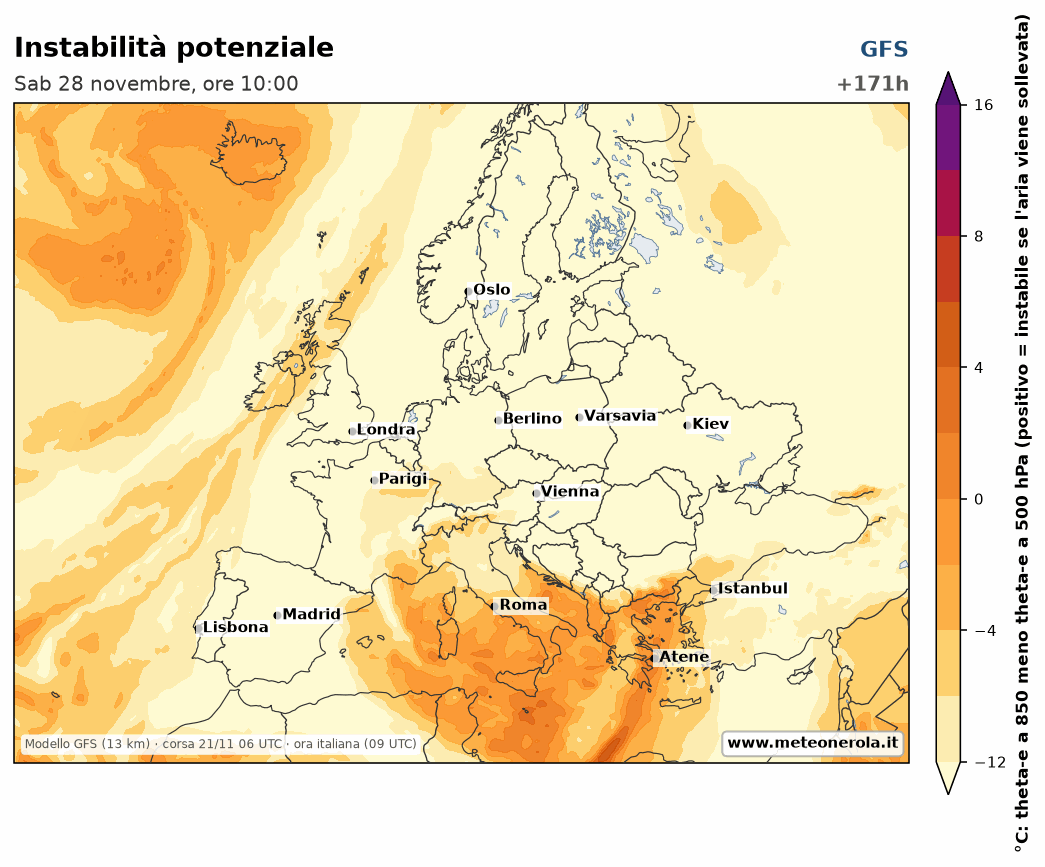 Instabilità potenziale
GFS
Sab 28 novembre, ore 10:00
+171h
Oslo
Berlino
Varsavia
Londra
Kiev
Parigi
Vienna
Istanbul
Roma
Madrid
Lisbona
Atene
Modello GFS (13 km) · corsa 21/11 06 UTC · ora italiana (09 UTC)
www.meteonerola.it
16
8
4
0
−4
−12
°C: theta-e a 850 meno theta-e a 500 hPa (positivo = instabile se l'aria viene sollevata)